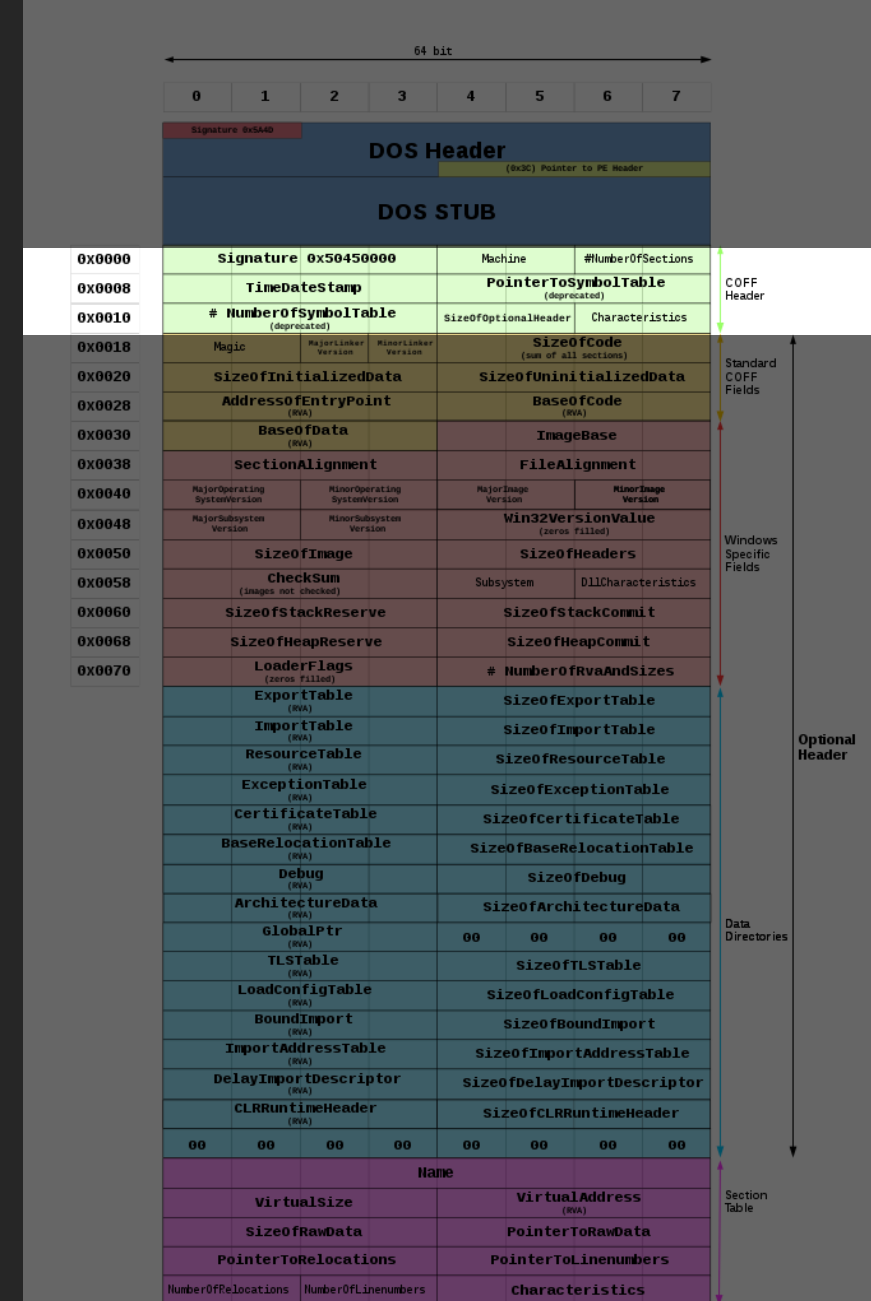 64 bit
0 1 2 3 4 5 6 7
Signature 0x5A4D
DOS Header
(0x3C) Pointer to PE Header
DOS STUB
0x0000 Signature 0x50450000 Machine #NumberOfSections
0x0008 TimeDateStamp PointerToSymbolTable
(deprecated)
COFF
Header
0x0010 # NumberOfSymbolTable SizeOfOptionalHeader Characteristics
(deprecated)
0x0018 Magic MajorLinker MinorLinker SizeOfCode
Version Version (sum of all sections)
Standard
COFF
Fields
0x0020 SizeOfInitializedData SizeOfUninitializedData
0x0028 AddressOfEntryPoint BaseOfCode
(RVA) (RVA)
0x0030 BaseOfData ImageBase
(RVA)
0x0038 SectionAlignment FileAlignment
0x0040 MajorOperating MinorOperating MajorImage MinorImage
SystemVersion SystemVersion Version Version
0x0048 MajorSubsystem MinorSubsystem Win32VersionValue
Version Version (zeros filled)
Windows
Specific
Fields
0x0050 SizeOfImage SizeOfHeaders
0x0058 CheckSum Subsystem DllCharacteristics
(images not checked)
0x0060 SizeOfStackReserve SizeOfStackCommit
0x0068 SizeOfHeapReserve SizeOfHeapCommit
0x0070 LoaderFlags # NumberOfRvaAndSizes
(zeros filled)
ExportTable SizeOfExportTable
(RVA)
ImportTable SizeOfImportTable
(RVA)
Optional
Header
ResourceTable SizeOfResourceTable
(RVA)
ExceptionTable SizeOfExceptionTable
(RVA)
CertificateTable SizeOfCertificateTable
(RVA)
BaseRelocationTable SizeOfBaseRelocationTable
(RVA)
Debug SizeOfDebug
(RVA)
ArchitectureData SizeOfArchitectureData
(RVA)
Data
Directories
GlobalPtr 00 00 00 00
(RVA)
TLSTable SizeOfTLSTable
(RVA)
LoadConfigTable SizeOfLoadConfigTable
(RVA)
BoundImport SizeOfBoundImport
(RVA)
ImportAddressTable SizeOfImportAddressTable
(RVA)
DelayImportDescriptor SizeOfDelayImportDescriptor
(RVA)
CLRRuntimeHeader SizeOfCLRRuntimeHeader
(RVA)
00 00 00 00 00 00 00 00
Name
Section
Table
VirtualSize VirtualAddress
(RVA)
SizeOfRawData PointerToRawData
PointerToRelocations PointerToLinenumbers
NumberOfRelocations NumberOfLinenumbers Characteristics